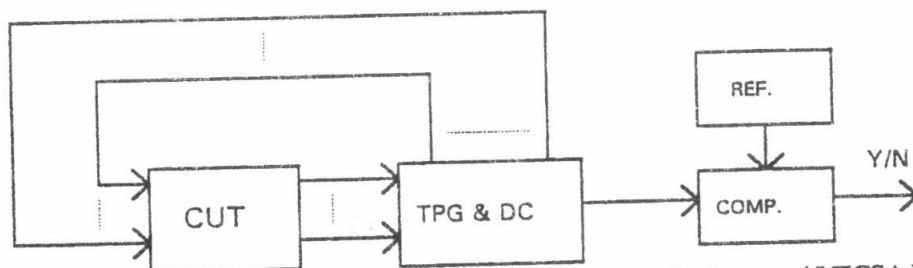 REF.
Y/N
CUT
TPG & DC
COMP.